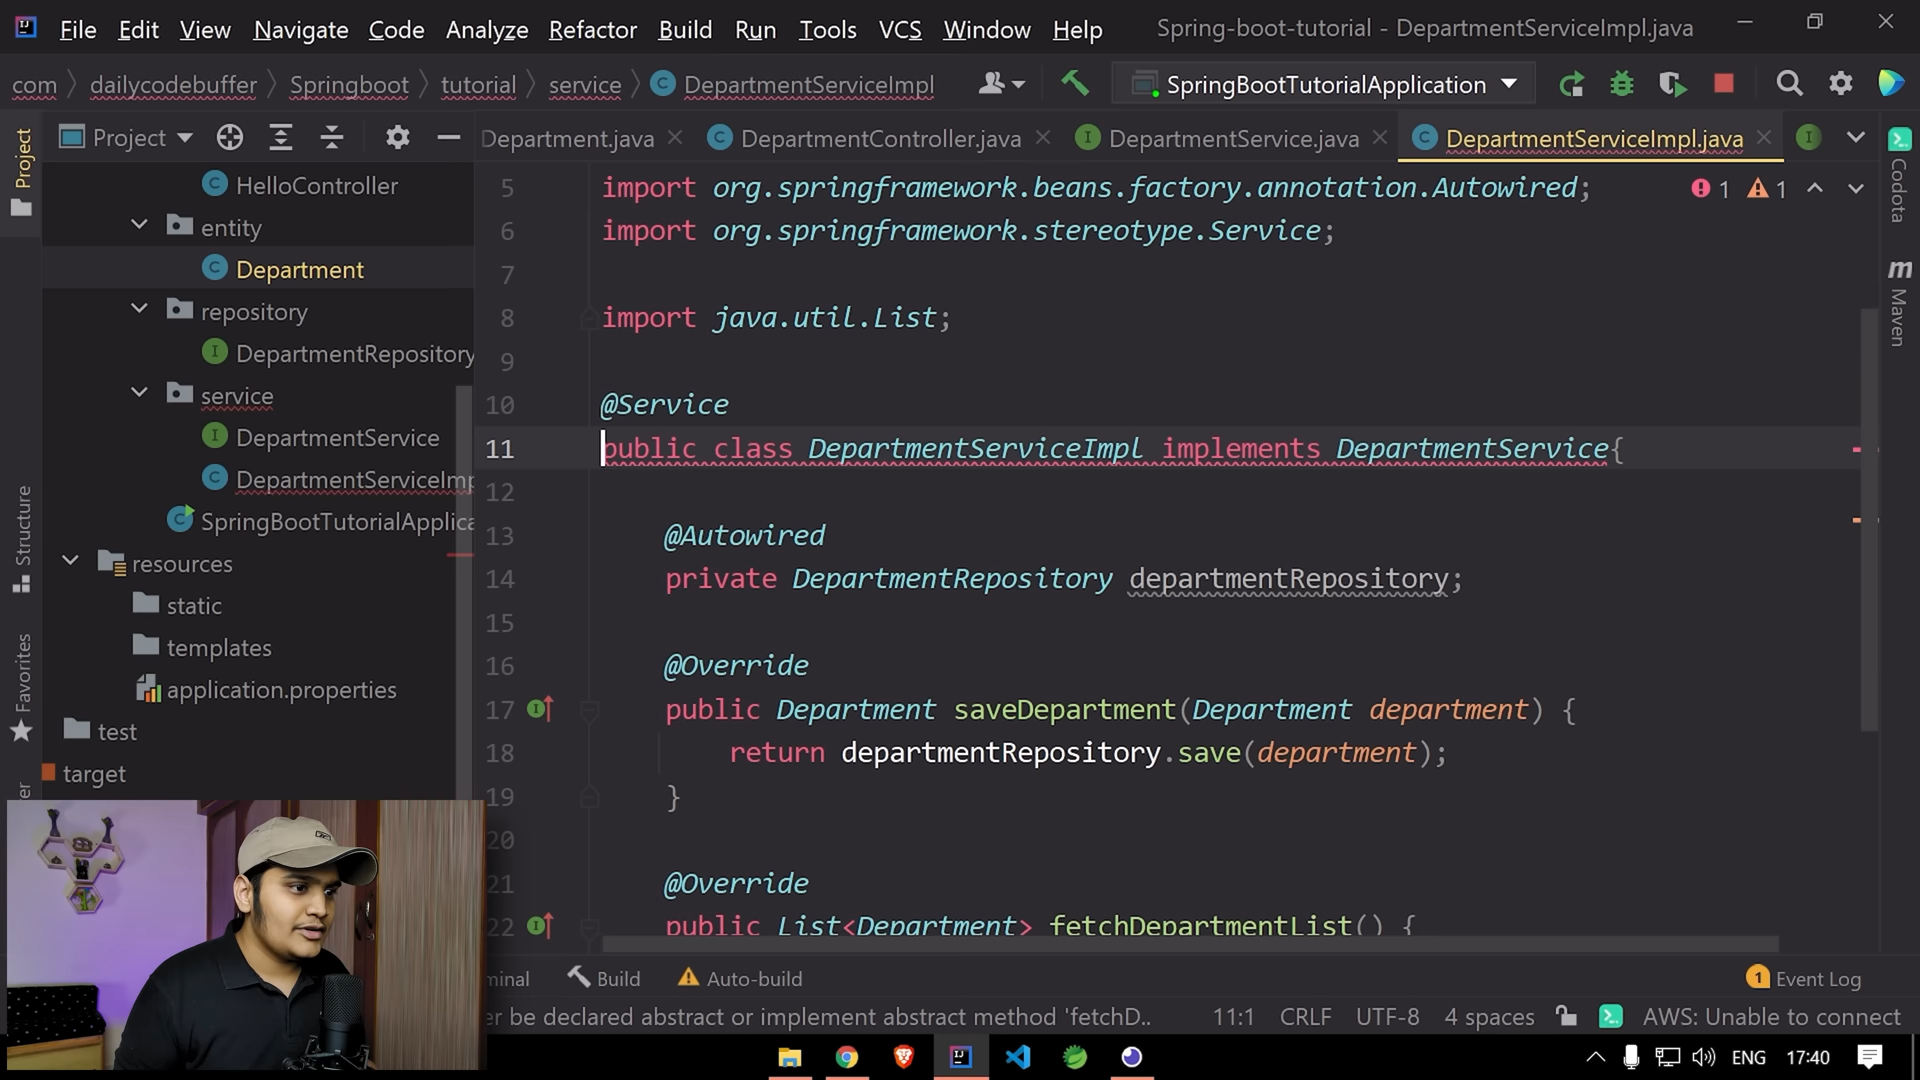 File Edit View Navigate Code Analyze Refactor Build Run Tools VCS Window Help Spring-boot-tutorial - DepartmentServiceImpl.java
com dailycodebuffer Springboot tutorial service DepartmentServiceImpl SpringBootTutorialApplication
Project Department.java DepartmentController.java DepartmentService.java DepartmentServiceImpl.java
Project
Structure
Favorites
HelloController
entity
Department
repository
DepartmentRepository
service
DepartmentService
DepartmentServiceImp
SpringBootTutorialApplica
resources
static
templates
application.properties
test
target
5 import org.springframework.beans.factory.annotation.Autowired; 1 1
6 import org.springframework.stereotype.Service;
7
8 import java.util.List;
9
10 @Service
11 public class DepartmentServiceImpl implements DepartmentService{
12
13 @Autowired
14 private DepartmentRepository departmentRepository;
15
16 @Override
17 public Department saveDepartment(Department department) {
18 return departmentRepository.save(department);
19 }
20
21 @Override
22 public List<Department> fetchDepartmentList() {
Codota
Maven
minal Build Auto-build 1 Event Log
er be declared abstract or implement abstract method 'fetchD.. 11:1 CRLF UTF-8 4 spaces AWS: Unable to connect
ENG 17:40